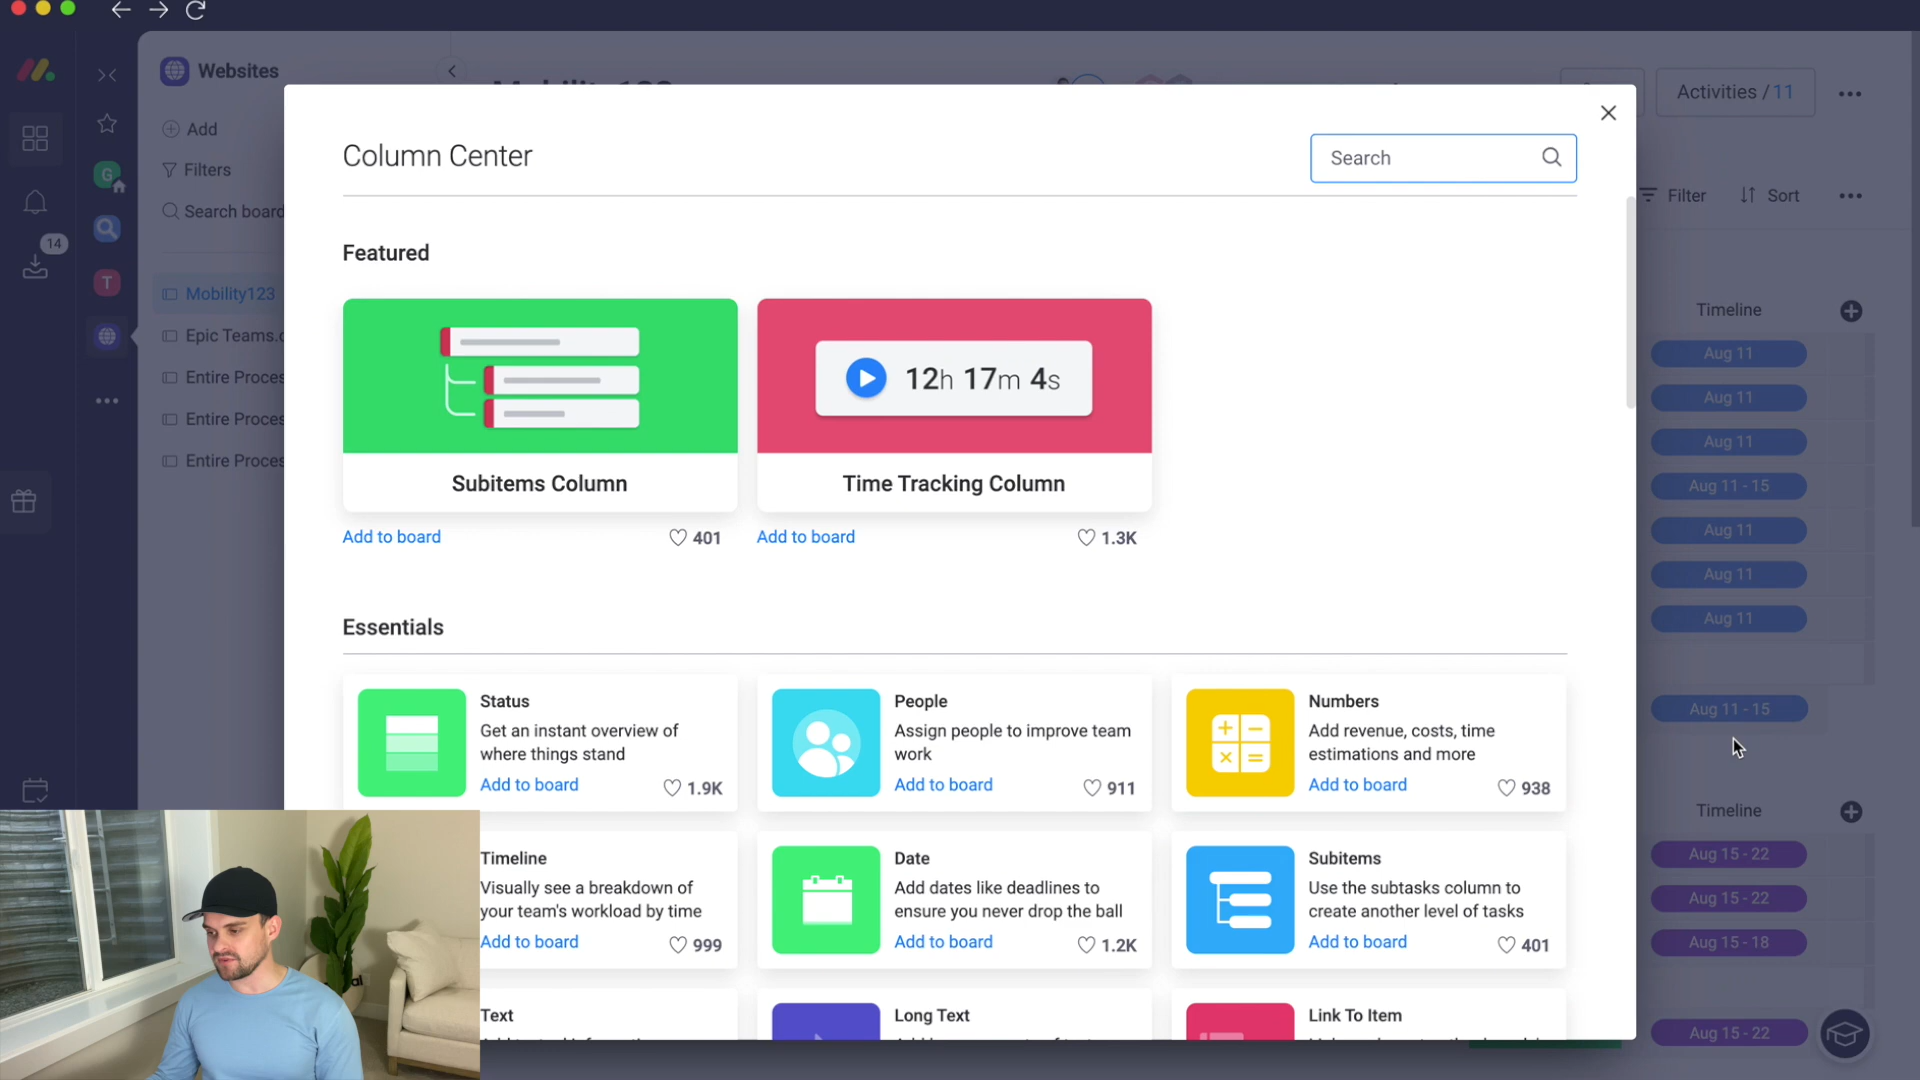 Websites
Activities / 11
Add
Filters
Search board
14
G
T
Mobility123
Epic Teams.
Entire Proces
Entire Proces
Entire Proces
Column Center
Search
Filter
Sort
Featured
12h 17m 4s
Subitems Column
Time Tracking Column
Add to board
401
Add to board
1.3K
Essentials
Status
Get an instant overview of
where things stand
Add to board
1.9K
People
Assign people to improve team
work
Add to board
911
Numbers
Add revenue, costs, time
estimations and more
Add to board
938
Timeline
Visually see a breakdown of
your team's workload by time
Add to board
999
Date
Add dates like deadlines to
ensure you never drop the ball
Add to board
1.2K
Subitems
Use the subtasks column to
create another level of tasks
Add to board
401
Text
Long Text
Link To Item
Timeline
Aug 11
Aug 11
Aug 11
Aug 11 - 15
Aug 11
Aug 11
Aug 11
Aug 11 - 15
Timeline
Aug 15 - 22
Aug 15 - 22
Aug 15 - 18
Aug 15 - 22